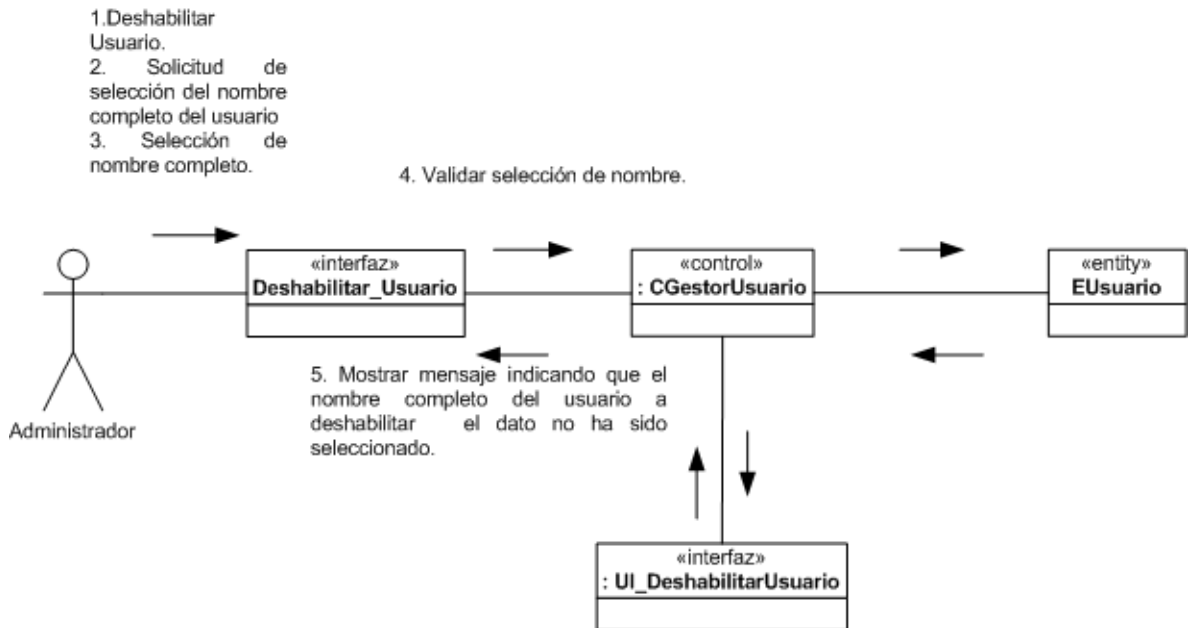 1.Deshabilitar
Usuario.
2. Solicitud de
selección del nombre
completo del usuario
3. Selección de
nombre completo.
4. Validar selección de nombre.
«interfaz»
Deshabilitar_Usuario
«control»
: CGestorUsuario
«entity»
EUsuario
5. Mostrar mensaje indicando que el
nombre completo del usuario a
deshabilitar el dato no ha sido
seleccionado.
Administrador
«interfaz»
: UI_DeshabilitarUsuario